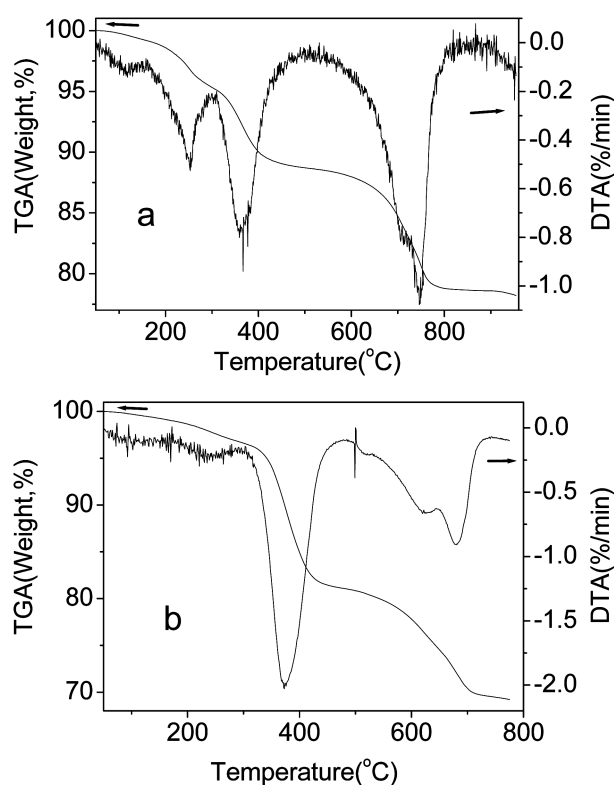 100
95
90
85
80
TGA(Weight,%)
a
0.0
-0.2
-0.4
-0.6
-0.8
-1.0
DTA(%/min)
200 400 600 800
Temperature(°C)
100
90
80
70
TGA(Weight,%)
b
0.0
-0.5
-1.0
-1.5
-2.0
DTA(%/min)
200 400 600 800
Temperature(°C)